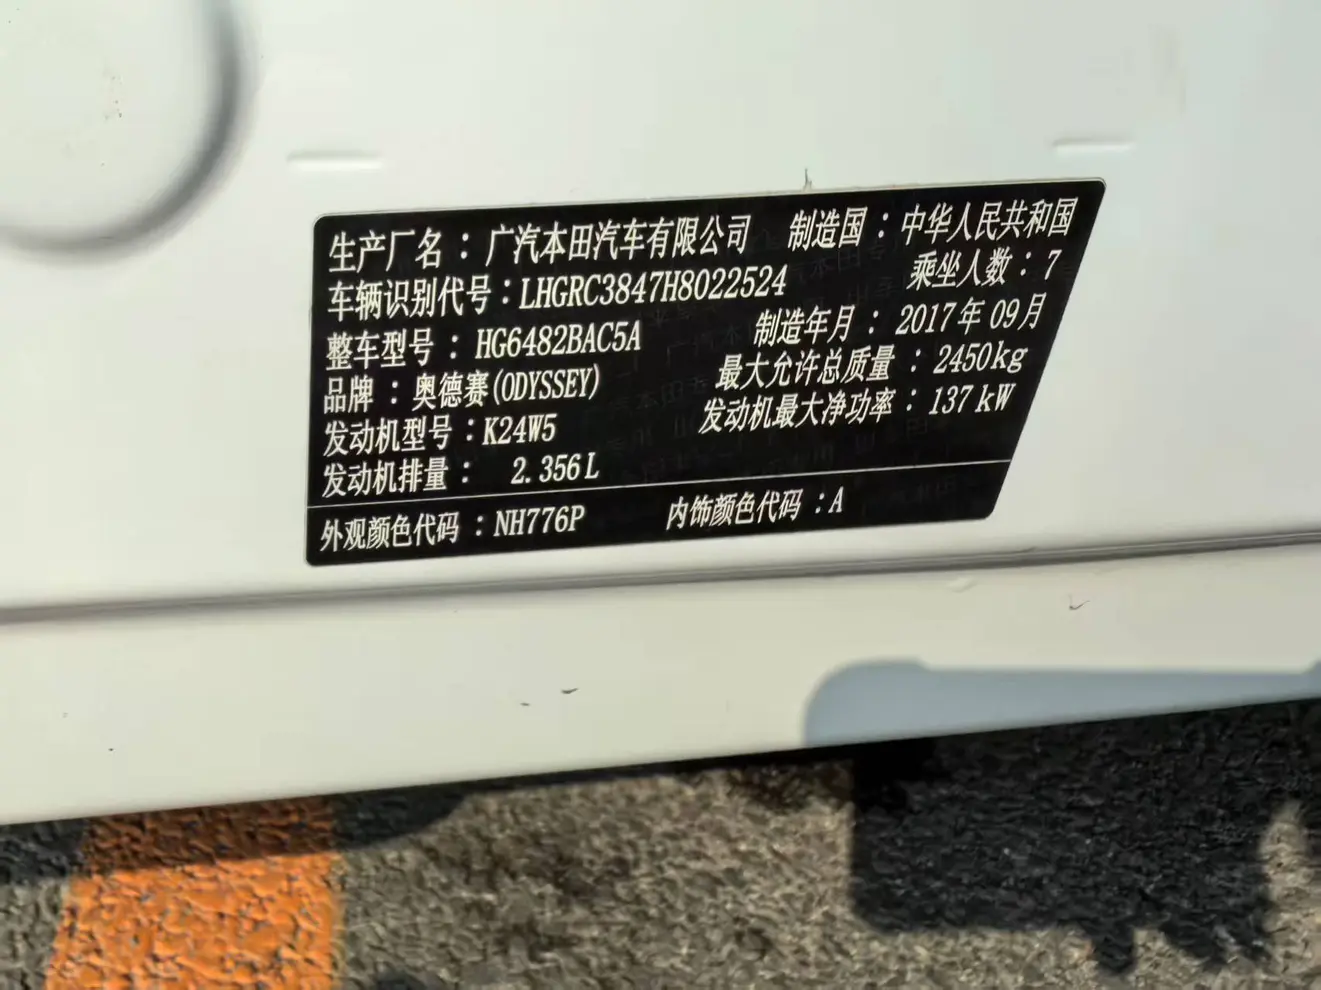 生产厂名：广汽本田汽车有限公司 制造国：中华人民共和国
车辆识别代号：LHGRC3847H8022524 乘坐人数：7
整车型号：HG6482BAC5A 制造年月：2017年09月
品牌：奥德赛(ODYSSEY) 最大允许总质量：2450kg
发动机型号：K24W5 发动机最大净功率：137kW
发动机排量：2.356L
外观颜色代码：NH776P 内饰颜色代码：A